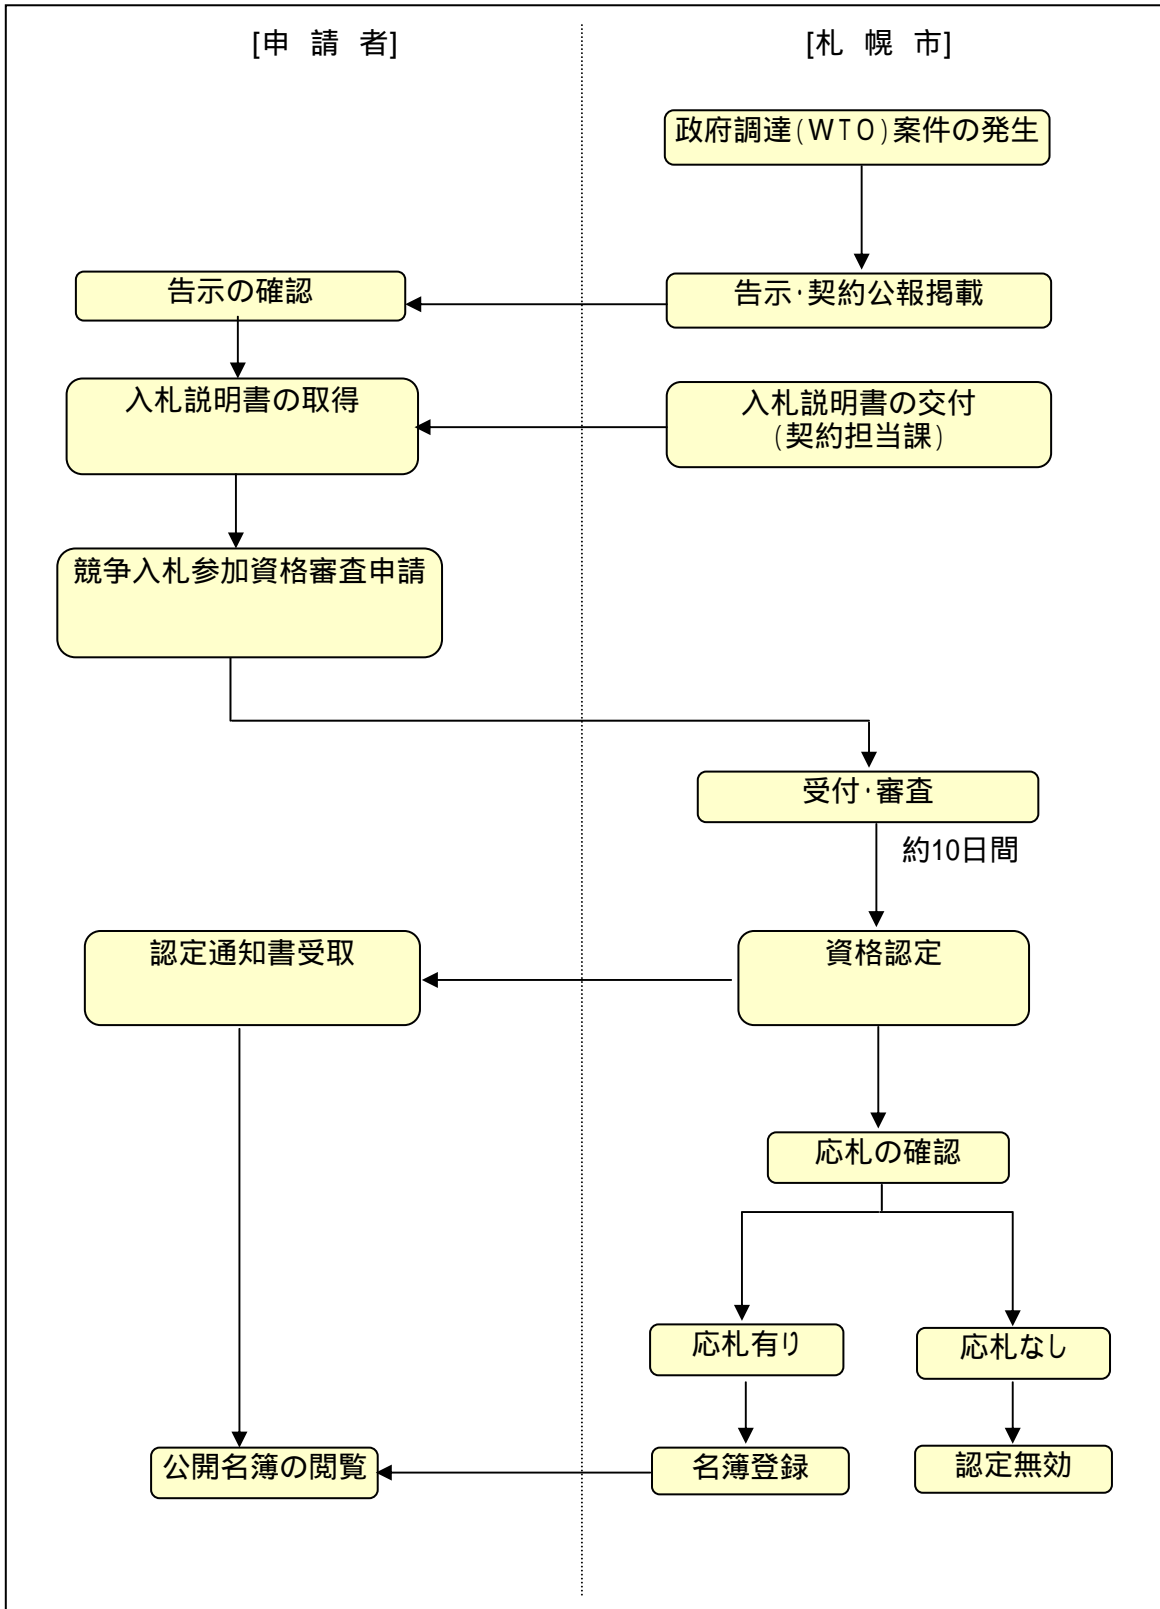 [申 請 者]
[札 幌 市]
政府調達(WTO)案件の発生
告示の確認
告示・契約公報掲載
入札説明書の取得
入札説明書の交付
(契約担当課)
競争入札参加資格審査申請
受付・審査
約10日間
認定通知書受取
資格認定
応札の確認
応札有り
応札なし
公開名簿の閲覧
名簿登録
認定無効